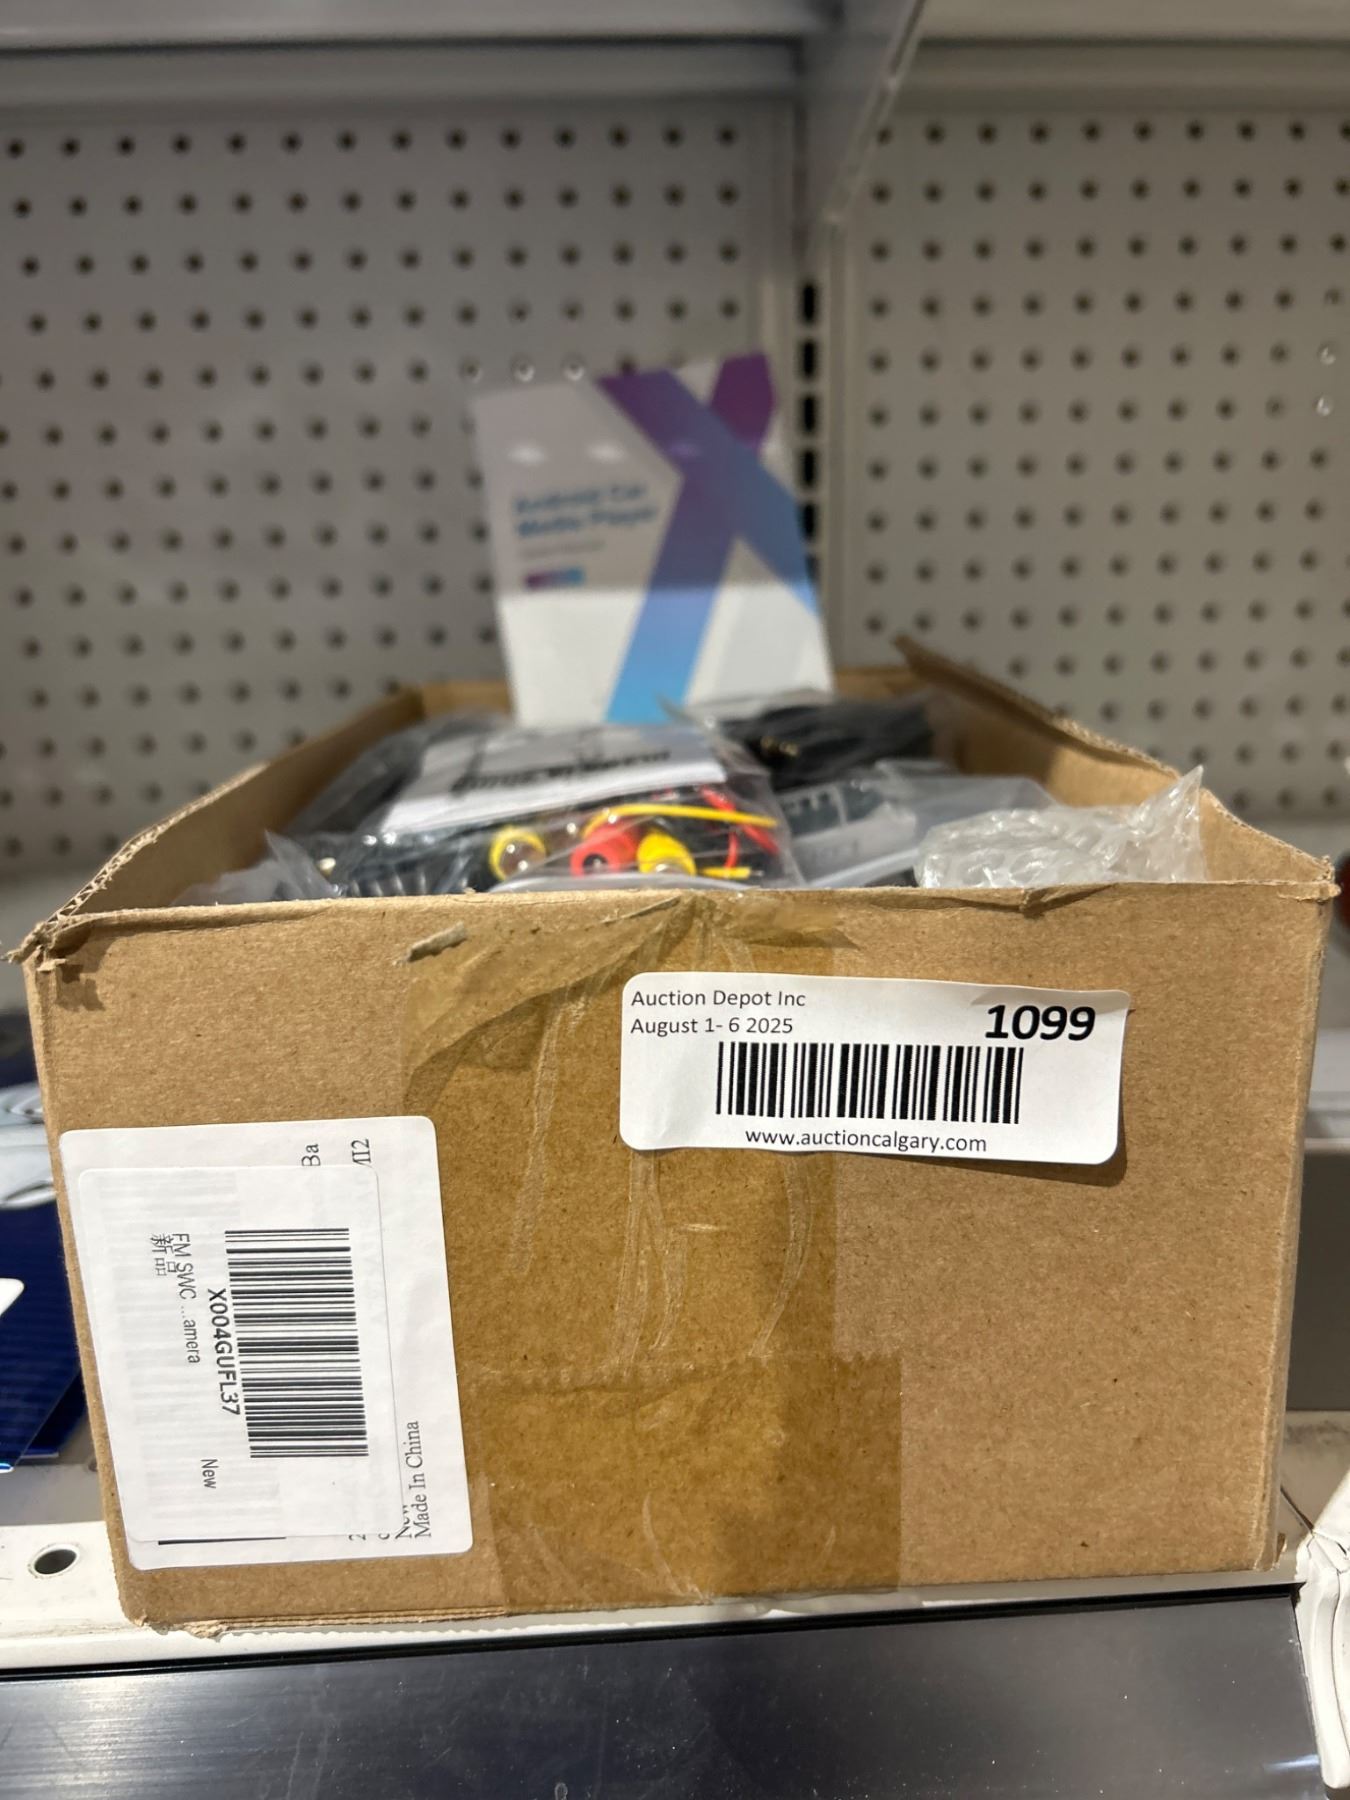 Android Car
Media Player
Auction Depot Inc
August 1- 6 2025
1099
www.auctioncalgary.com
Ba
MI2
X004GUFL37
FM SWC ...amera
新品
New
Made In China